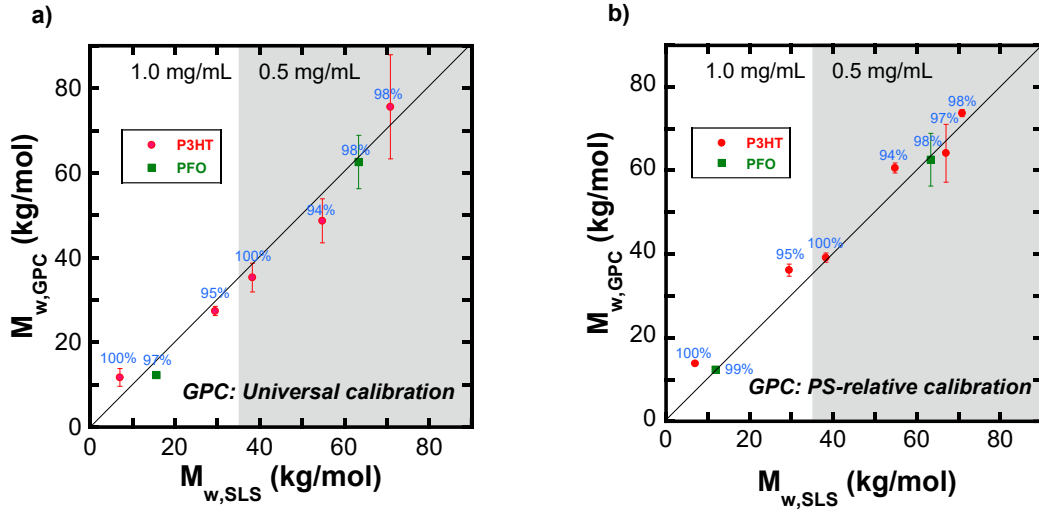 a)
1.0 mg/mL
0.5 mg/mL
P3HT
PFO
100%
97%
95%
100%
94%
98%
98%
GPC: Universal calibration
0
20
40
60
80
0
20
40
60
80
M_w,GPC (kg/mol)
M_w,SLS (kg/mol)
b)
1.0 mg/mL
0.5 mg/mL
P3HT
PFO
100%
99%
95%
100%
94%
98%
97%
98%
GPC: PS-relative calibration
0
20
40
60
80
0
20
40
60
80
M_w,GPC (kg/mol)
M_w,SLS (kg/mol)